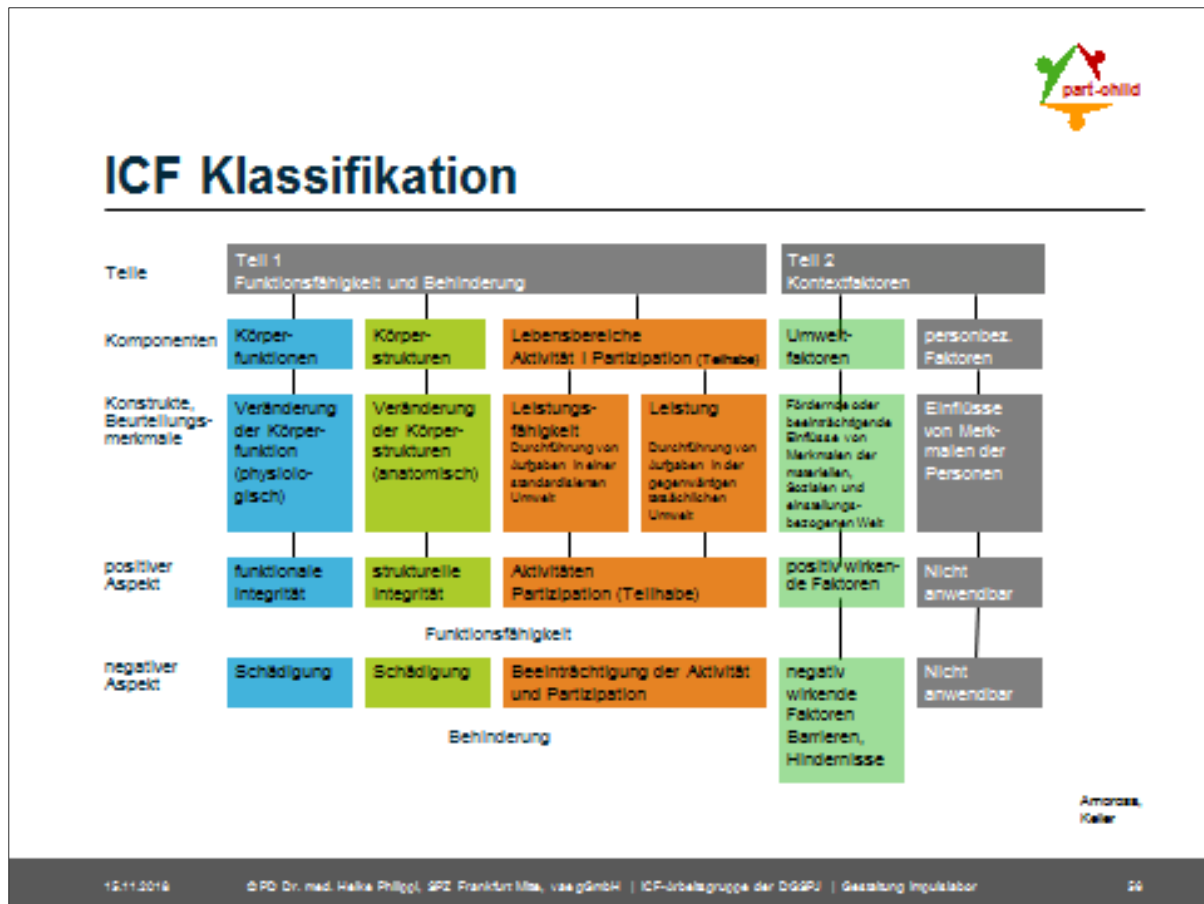 part-child
ICF Klassifikation
Teile
Teil 1
Funktionsfähigkeit und Behinderung
Teil 2
Kontextfaktoren
Komponenten
Körper-
funktionen
Körper-
strukturen
Lebensbereiche
Aktivität I Partizipation (Teilhabe)
Umwelt-
faktoren
personbez.
Faktoren
Konstrukte,
Beurteilungs-
merkmale
Veränderung
der Körper-
funktion
(physiolo-
gisch)
Veränderung
der Körper-
strukturen
(anatomisch)
Leistungs-
fähigkeit
Durchführung von
Aufgaben in einer
standardisierten
Umwelt
Leistung
Durchführung von
Aufgaben in der
gegenwärtigen
tatsächlichen
Umwelt
Fördernde oder
beeinträchtigende
Einflüsse von
Merkmalen der
materiellen,
Sozialen und
einstellungs-
bezogenen Welt
Einflüsse
von Merk-
malen der
Personen
positiver
Aspekt
funktionale
Integrität
strukturelle
Integrität
Aktivitäten
Partizipation (Teilhabe)
positiv wirken-
de Faktoren
Nicht
anwendbar
Funktionsfähigkeit
negativer
Aspekt
Schädigung
Schädigung
Beeinträchtigung der Aktivität
und Partizipation
negativ
wirkende
Faktoren
Barrieren,
Hindernisse
Nicht
anwendbar
Behinderung
Keller
© PD Dr. med. Heike Philippi, SPZ Frankfurt Mitte, vae gGmbH | ICF-Arbeitsgruppe der DGSPJ | Gestaltung Impulslabor